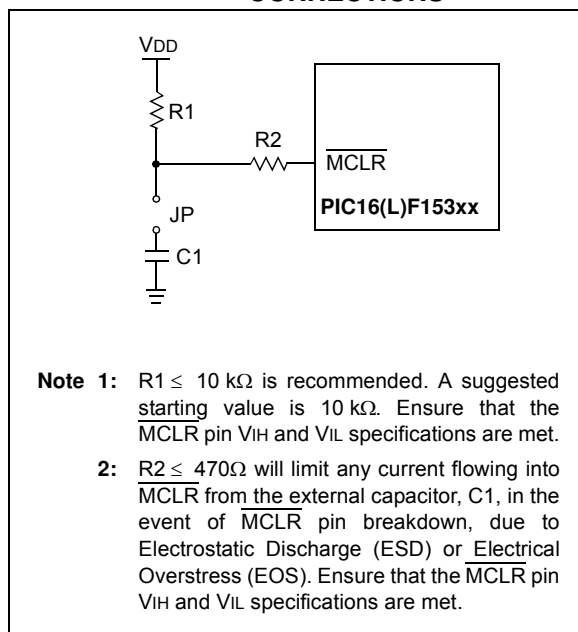 VDD
R1
R2
MCLR
JP
PIC16(L)F153xx
C1
Note 1: R1 ≤ 10 kΩ is recommended. A suggested
starting value is 10 kΩ. Ensure that the
MCLR pin VIH and VIL specifications are met.
2: R2 ≤ 470Ω will limit any current flowing into
MCLR from the external capacitor, C1, in the
event of MCLR pin breakdown, due to
Electrostatic Discharge (ESD) or Electrical
Overstress (EOS). Ensure that the MCLR pin
VIH and VIL specifications are met.